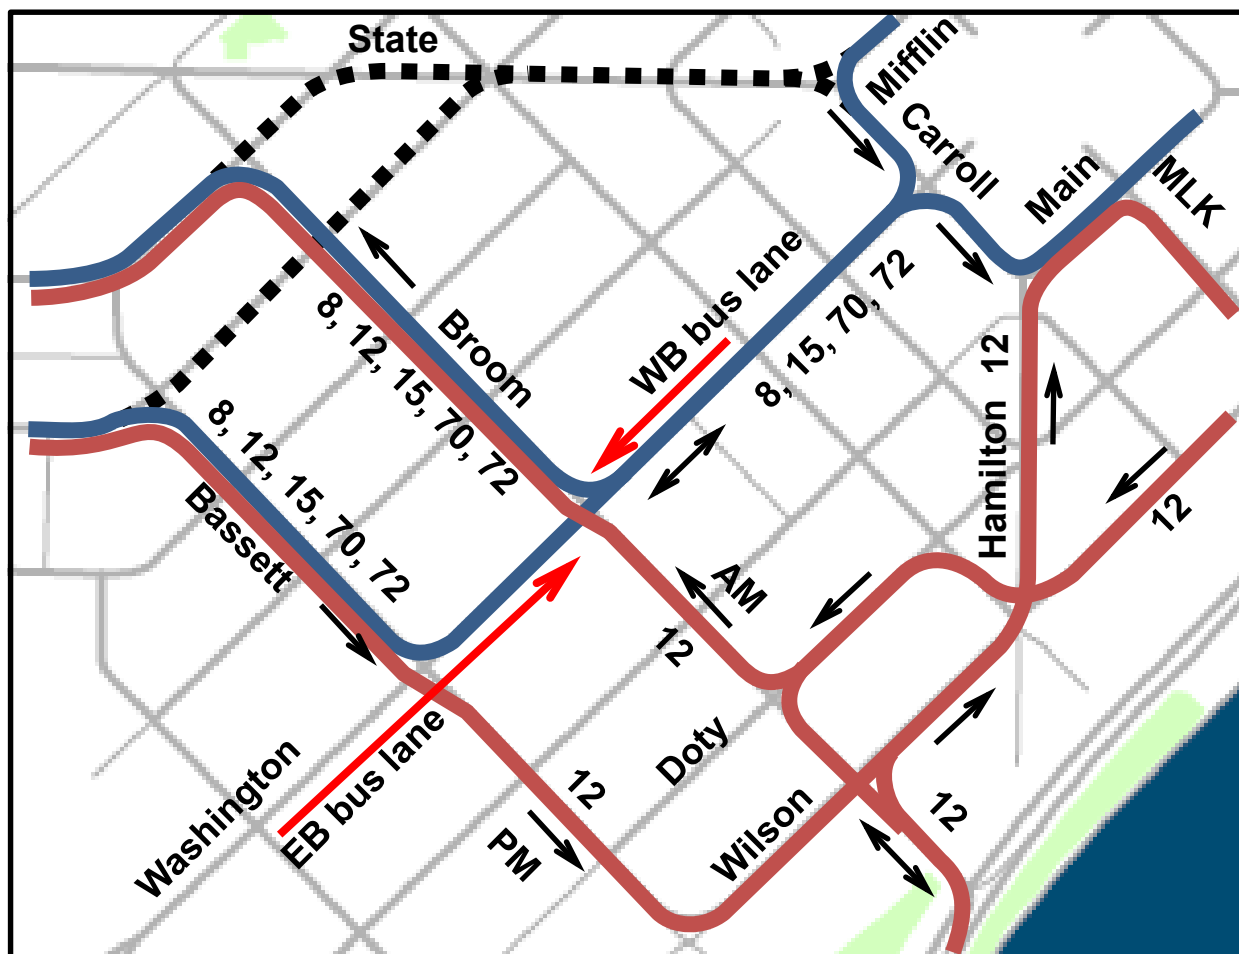 State
Mifflin
Carroll
Main
MLK
WB bus lane
8, 15, 70, 72
Broom
8, 12, 15, 70, 72
8, 12, 15, 70, 72
Bassett
Hamilton 12
12
AM
12
Doty
EB bus lane
Washington
12
PM
Wilson
12